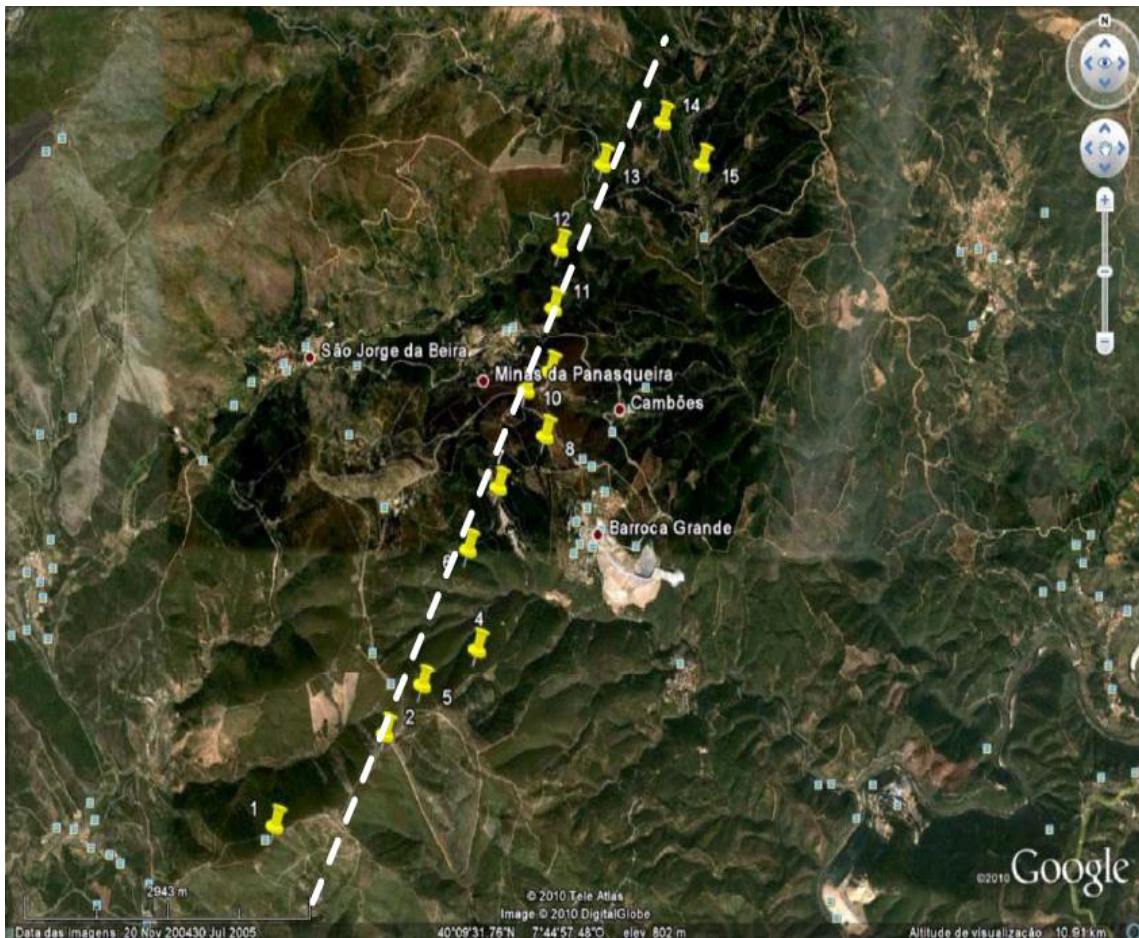 N
14
13
15
12
11
São Jorge da Beira
Minas da Panasqueira
10
Cambões
8
Barroca Grande
6
4
5
2
1
2943 m
©2010 Google
© 2010 Tele Atlas
Image © 2010 DigitalGlobe
Data das imagens: 20 Nov 200430 Jul 2005 40°09'31.76"N 7°44'57.48"O elev 802 m Altitude de visualização 10.91 km